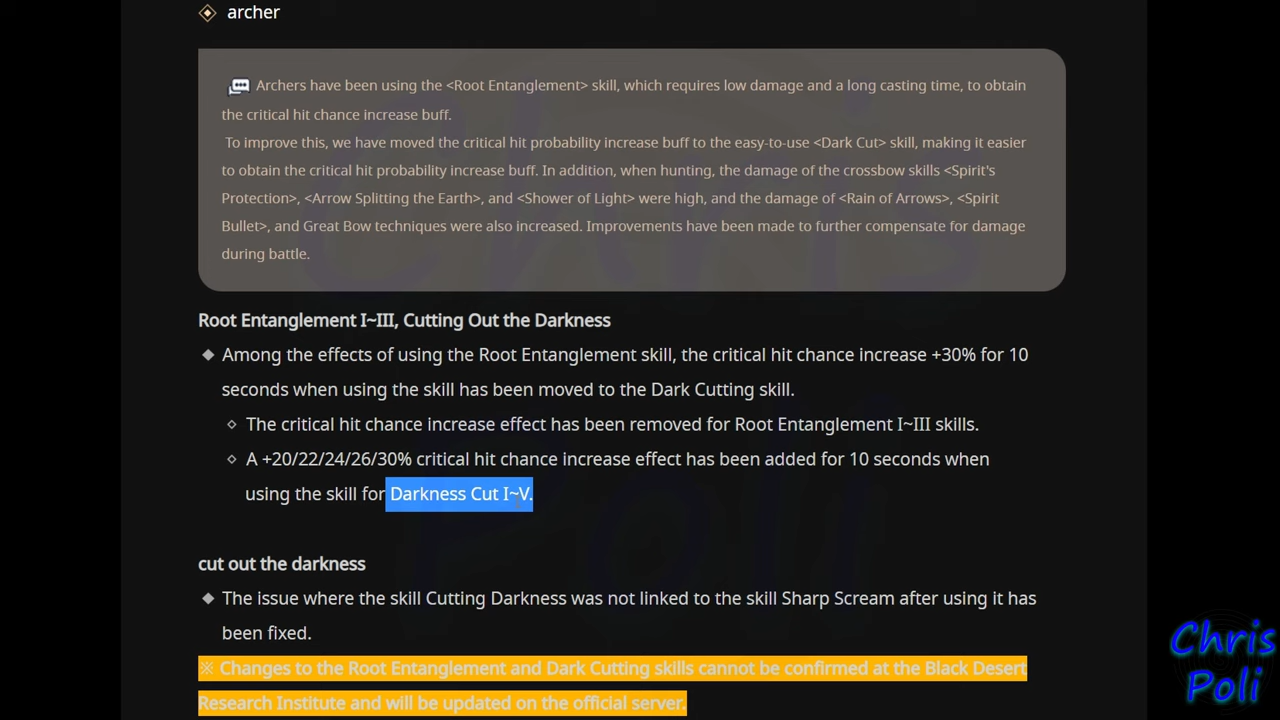 archer
Archers have been using the <Root Entanglement> skill, which requires low damage and a long casting time, to obtain
the critical hit chance increase buff.
To improve this, we have moved the critical hit probability increase buff to the easy-to-use <Dark Cut> skill, making it easier
to obtain the critical hit probability increase buff. In addition, when hunting, the damage of the crossbow skills <Spirit's
Protection>, <Arrow Splitting the Earth>, and <Shower of Light> were high, and the damage of <Rain of Arrows>, <Spirit
Bullet>, and Great Bow techniques were also increased. Improvements have been made to further compensate for damage
during battle.
Root Entanglement I~III, Cutting Out the Darkness
Among the effects of using the Root Entanglement skill, the critical hit chance increase +30% for 10
seconds when using the skill has been moved to the Dark Cutting skill.
The critical hit chance increase effect has been removed for Root Entanglement I~III skills.
A +20/22/24/26/30% critical hit chance increase effect has been added for 10 seconds when
using the skill for Darkness Cut I~V.
cut out the darkness
The issue where the skill Cutting Darkness was not linked to the skill Sharp Scream after using it has
been fixed.
※ Changes to the Root Entanglement and Dark Cutting skills cannot be confirmed at the Black Desert
Research Institute and will be updated on the official server.
Chris
Poli